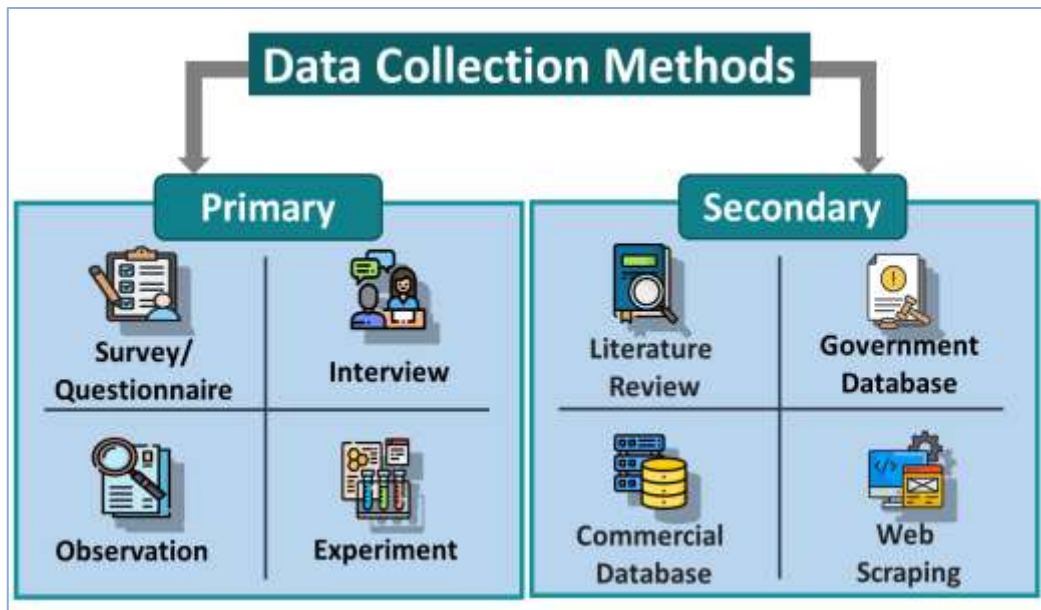 Data Collection Methods
Primary
Survey/
Questionnaire
Interview
Observation
Experiment
Secondary
Literature
Review
Government
Database
Commercial
Database
Web
Scraping